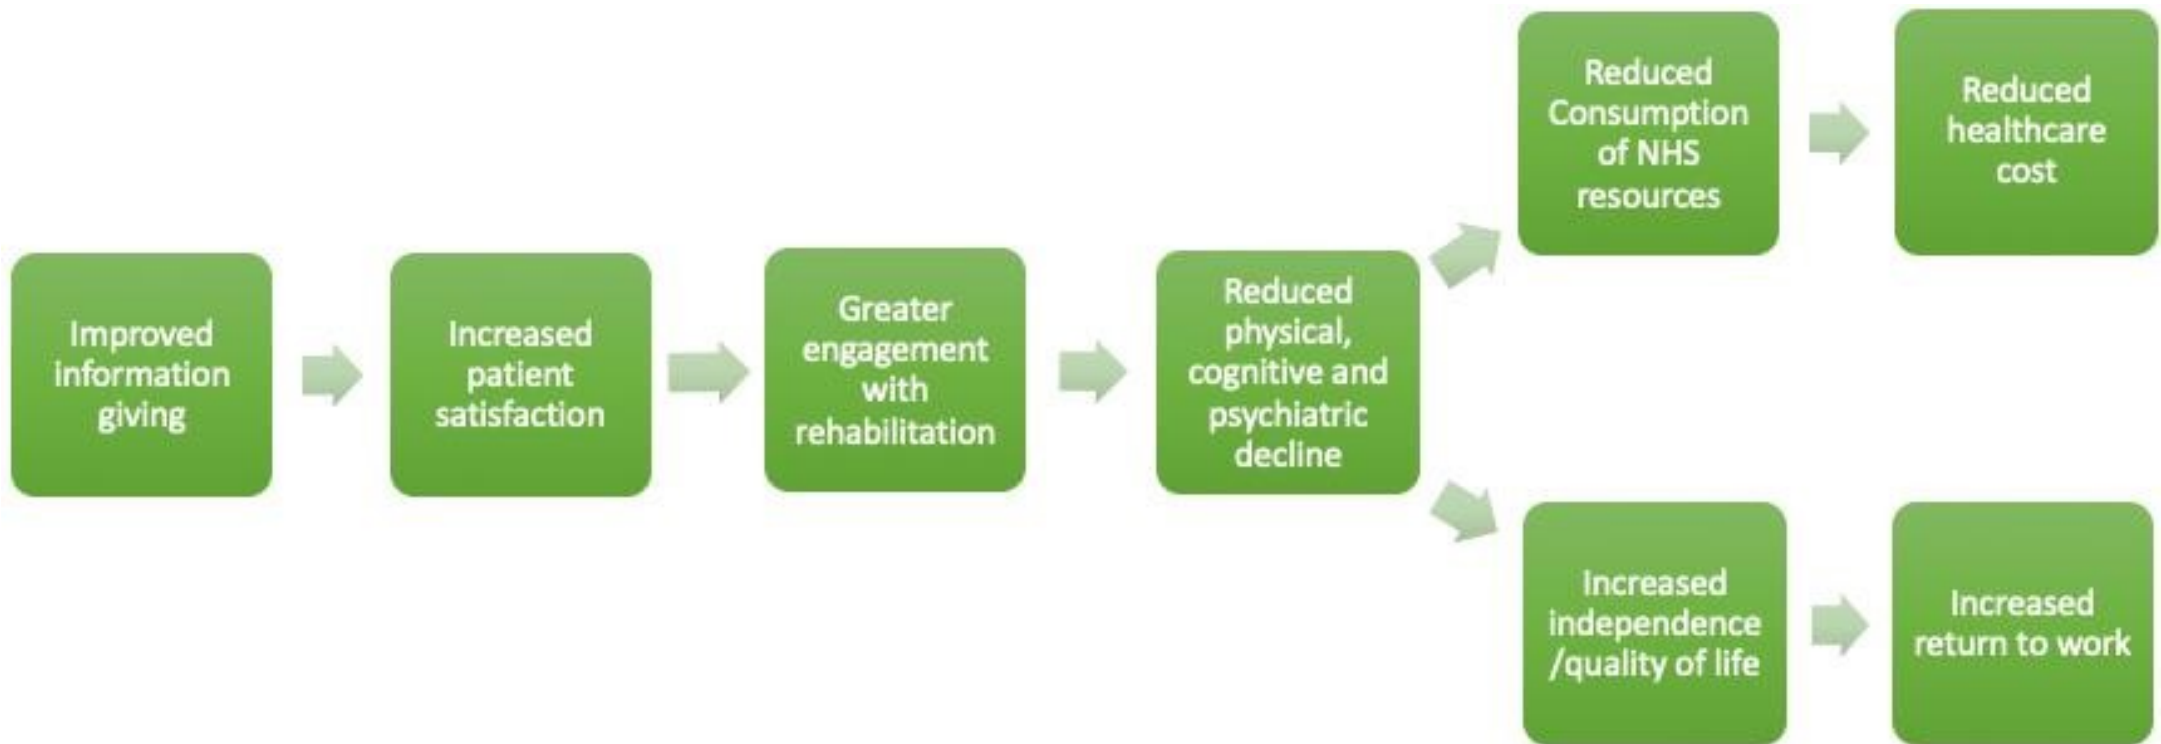 Improved
information
giving
Increased
patient
satisfaction
Greater
engagement
with
rehabilitation
Reduced
physical,
cognitive and
psychiatric
decline
Reduced
Consumption
of NHS
resources
Reduced
healthcare
cost
Increased
independence
/quality of life
Increased
return to work